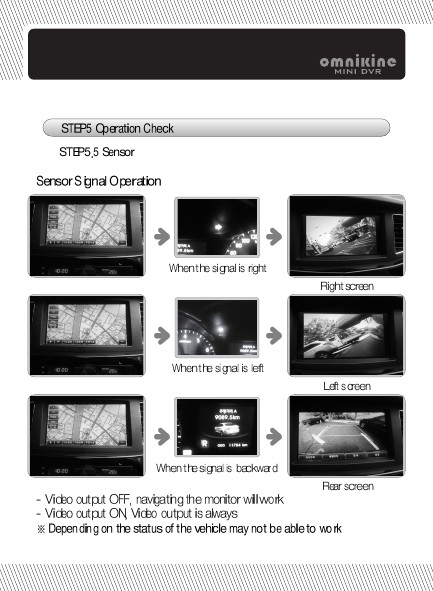 omnikine
MINI DVR
STEP5 Operation Check
STEP5,5 Sensor
Sensor Signal Operation
When the signal is right
Right screen
When the signal is left
Left screen
9089.5km
R
When the signal is backward
Rear screen
- Video output OFF, navigating the monitor will work
- Video output ON, Video output is always
※ Depending on the status of the vehicle may not be able to work